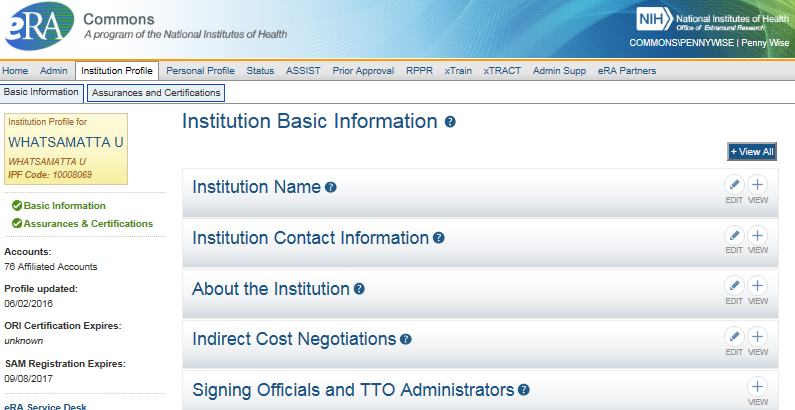 eRA Commons
A program of the National Institutes of Health
NIH National Institutes of Health
Office of Extramural Research
COMMONS\PENNYWISE | Penny Wise
Home Admin Institution Profile Personal Profile Status ASSIST Prior Approval RPPR xTrain xTRACT Admin Supp eRA Partners
Basic Information Assurances and Certifications
Institution Profile for
WHATSAMATTA U
WHATSAMATTA U
IPF Code: 10008069
Basic Information
Assurances & Certifications
Accounts:
76 Affiliated Accounts
Profile updated:
06/02/2016
ORI Certification Expires:
unknown
SAM Registration Expires:
09/08/2017
eRA Service Desk
Institution Basic Information ?
+ View All
Institution Name ?
EDIT VIEW
Institution Contact Information ?
EDIT VIEW
About the Institution ?
EDIT VIEW
Indirect Cost Negotiations ?
EDIT VIEW
Signing Officials and TTO Administrators ?
VIEW